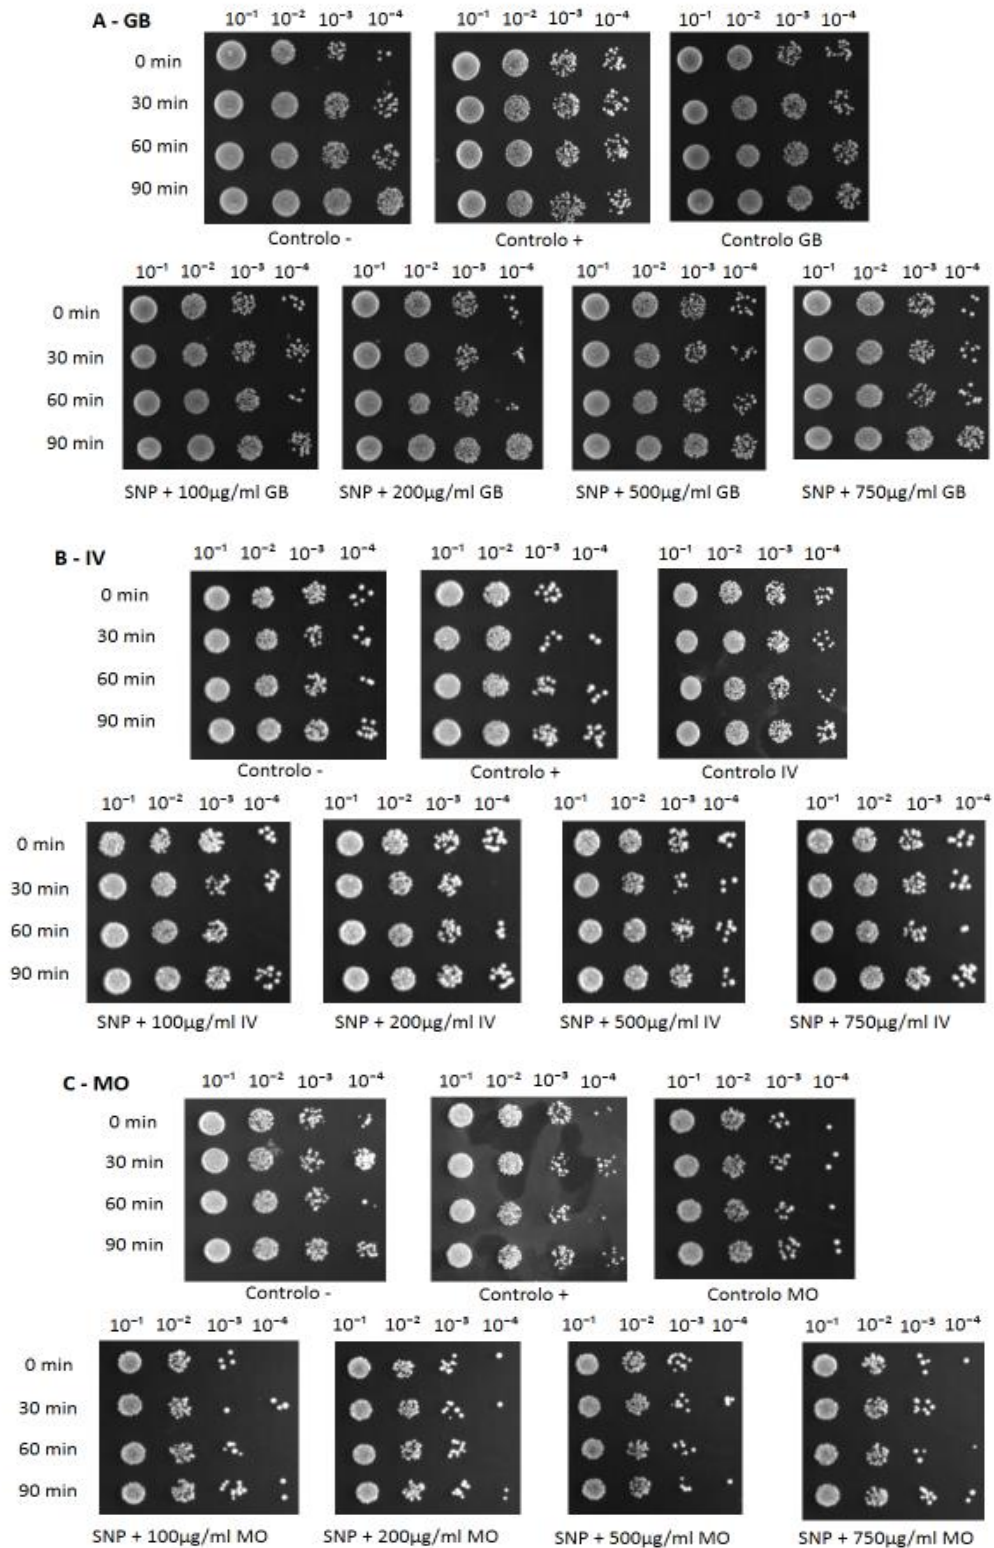 A - GB
10⁻¹ 10⁻² 10⁻³ 10⁻⁴ 10⁻¹ 10⁻² 10⁻³ 10⁻⁴ 10⁻¹ 10⁻² 10⁻³ 10⁻⁴
0 min
30 min
60 min
90 min
Controlo - Controlo + Controlo GB
10⁻¹ 10⁻² 10⁻³ 10⁻⁴ 10⁻¹ 10⁻² 10⁻³ 10⁻⁴ 10⁻¹ 10⁻² 10⁻³ 10⁻⁴ 10⁻¹ 10⁻² 10⁻³ 10⁻⁴
0 min
30 min
60 min
90 min
SNP + 100µg/ml GB SNP + 200µg/ml GB SNP + 500µg/ml GB SNP + 750µg/ml GB
B - IV
10⁻¹ 10⁻² 10⁻³ 10⁻⁴ 10⁻¹ 10⁻² 10⁻³ 10⁻⁴ 10⁻¹ 10⁻² 10⁻³ 10⁻⁴
0 min
30 min
60 min
90 min
Controlo - Controlo + Controlo IV
10⁻¹ 10⁻² 10⁻³ 10⁻⁴ 10⁻¹ 10⁻² 10⁻³ 10⁻⁴ 10⁻¹ 10⁻² 10⁻³ 10⁻⁴ 10⁻¹ 10⁻² 10⁻³ 10⁻⁴
0 min
30 min
60 min
90 min
SNP + 100µg/ml IV SNP + 200µg/ml IV SNP + 500µg/ml IV SNP + 750µg/ml IV
C - MO
10⁻¹ 10⁻² 10⁻³ 10⁻⁴ 10⁻¹ 10⁻² 10⁻³ 10⁻⁴ 10⁻¹ 10⁻² 10⁻³ 10⁻⁴
0 min
30 min
60 min
90 min
Controlo - Controlo + Controlo MO
10⁻¹ 10⁻² 10⁻³ 10⁻⁴ 10⁻¹ 10⁻² 10⁻³ 10⁻⁴ 10⁻¹ 10⁻² 10⁻³ 10⁻⁴ 10⁻¹ 10⁻² 10⁻³ 10⁻⁴
0 min
30 min
60 min
90 min
SNP + 100µg/ml MO SNP + 200µg/ml MO SNP + 500µg/ml MO SNP + 750µg/ml MO